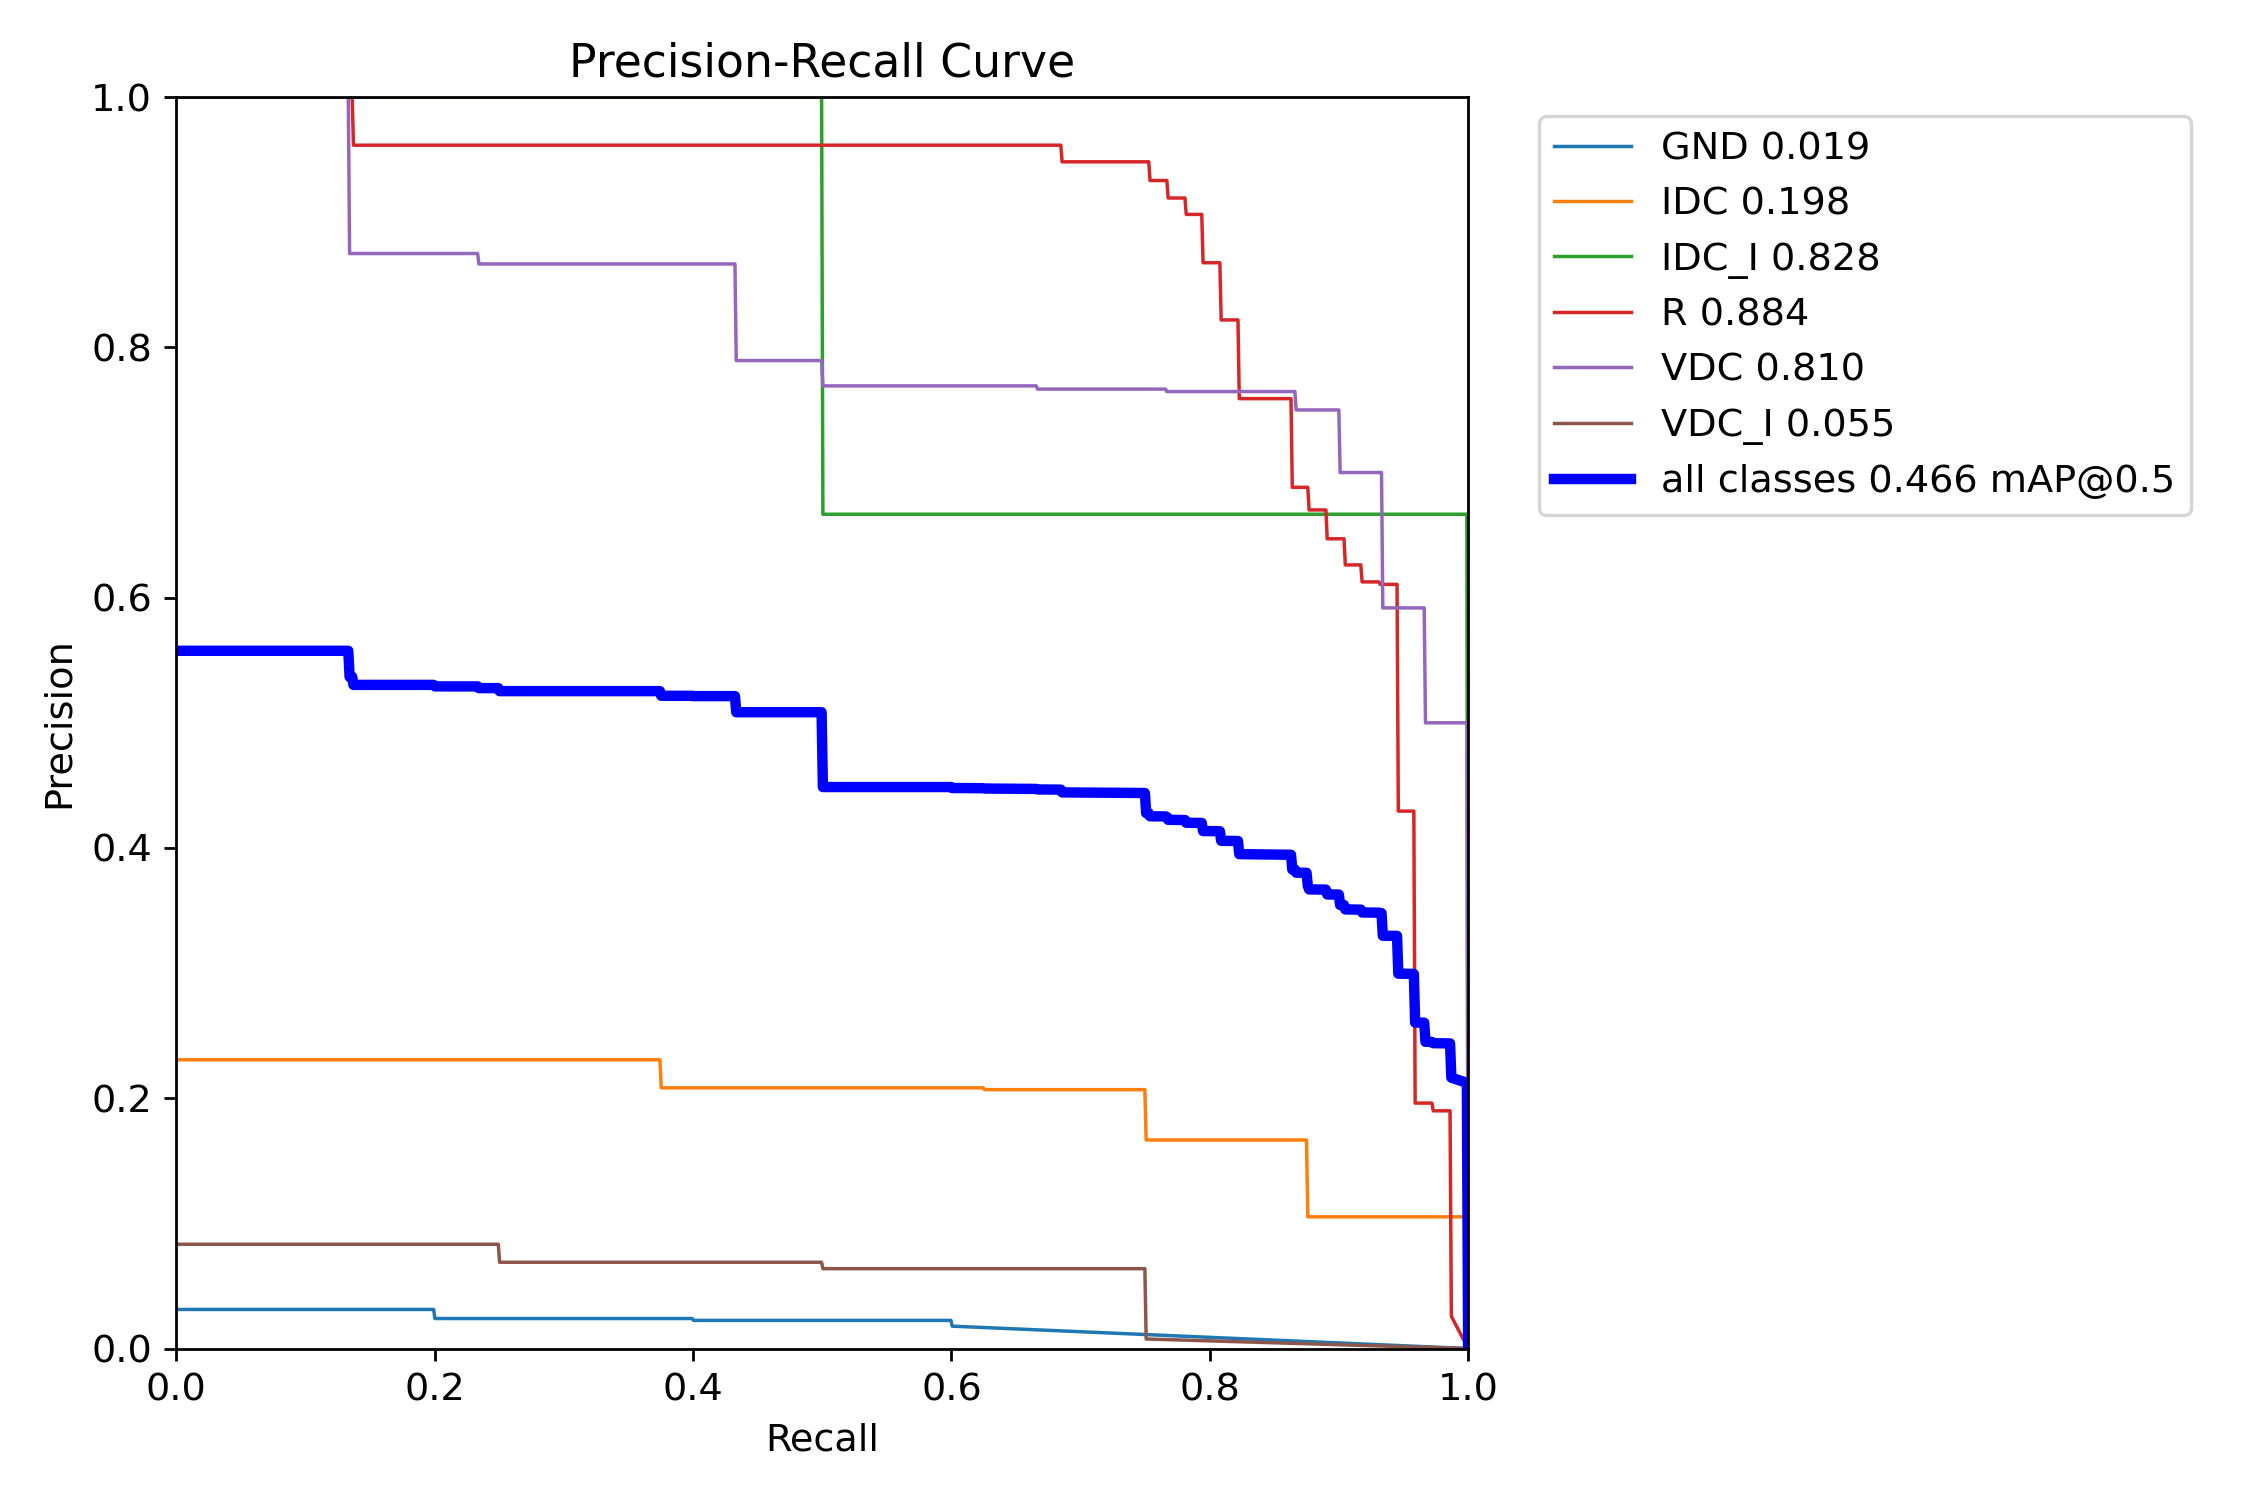 Precision-Recall Curve
1.0
0.8
0.6
0.4
0.2
0.0
Precision
0.0 0.2 0.4 0.6 0.8 1.0
Recall
GND 0.019
IDC 0.198
IDC_I 0.828
R 0.884
VDC 0.810
VDC_I 0.055
all classes 0.466 mAP@0.5